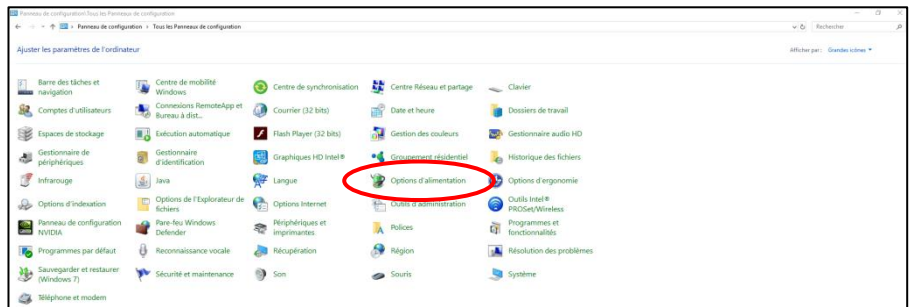 Panneau de configuration\Tous les Panneaux de configuration
Panneau de configuration > Tous les Panneaux de configuration
Rechercher
Ajuster les paramètres de l'ordinateur
Afficher par : Grandes icônes
Barre des tâches et navigation
Centre de mobilité Windows
Centre de synchronisation
Centre Réseau et partage
Clavier
Comptes d'utilisateurs
Connexions RemoteApp et Bureau à dist...
Courrier (32 bits)
Date et heure
Dossiers de travail
Espaces de stockage
Exécution automatique
Flash Player (32 bits)
Gestion des couleurs
Gestionnaire audio HD
Gestionnaire de périphériques
Gestionnaire d'identification
Graphiques HD Intel®
Groupement résidentiel
Historique des fichiers
Infrarouge
Java
Langue
Options d'alimentation
Options d'ergonomie
Options d'indexation
Options de l'Explorateur de fichiers
Options Internet
Outils d'administration
Outils Intel® PROSet/Wireless
Panneau de configuration NVIDIA
Pare-feu Windows Defender
Périphériques et imprimantes
Polices
Programmes et fonctionnalités
Programmes par défaut
Reconnaissance vocale
Récupération
Région
Résolution des problèmes
Sauvegarder et restaurer (Windows 7)
Sécurité et maintenance
Son
Souris
Système
Téléphone et modem